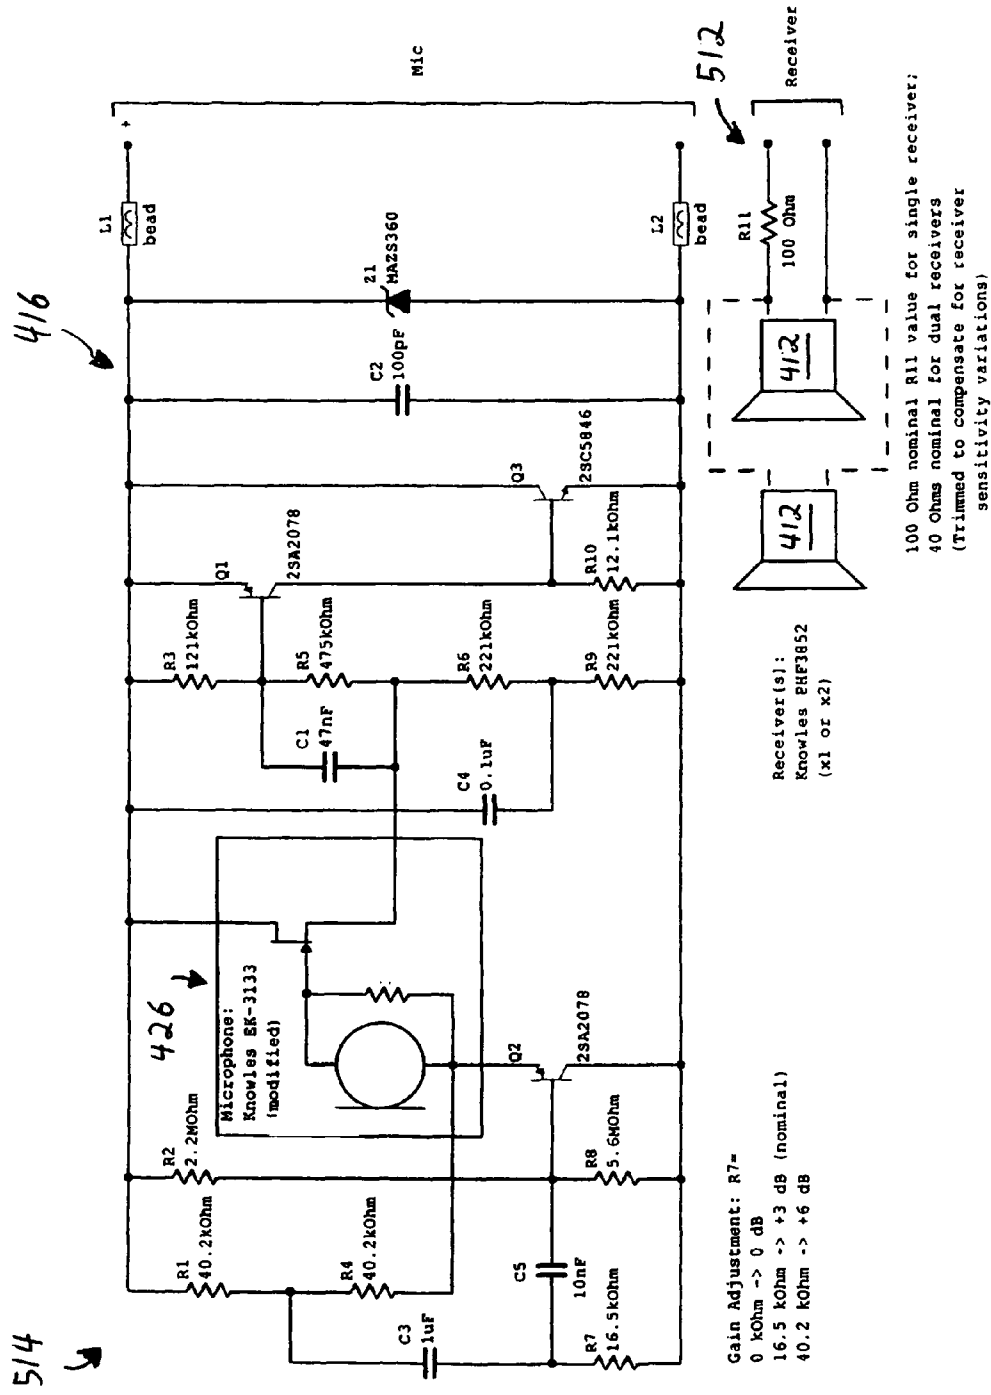 514
416
L1
bead
+
Mic
R1
40.2kOhm
R2
2.2MOhm
426
Microphone:
Knowles EK-3133
(modified)
R3
121kOhm
Q1
2SA2078
Z1
MAZS360
C1
47nF
R5
475kOhm
C2
100pF
R4
40.2kOhm
C3
1uF
C4
0.1uF
R6
221kOhm
Q3
2SC5846
C5
10nF
Q2
2SA2078
R7
16.5kOhm
R8
5.6MOhm
R9
221kOhm
R10
12.1kOhm
L2
bead
512
R11
100 Ohm
Receiver
412
412
Gain Adjustment: R7=
0 kOhm -> 0 dB
16.5 kOhm -> +3 dB (nominal)
40.2 kOhm -> +6 dB
Receiver(s):
Knowles PHF3852
(x1 or x2)
100 Ohm nominal R11 value for single receiver;
40 Ohms nominal for dual receivers
(Trimmed to compensate for receiver
sensitivity variations)